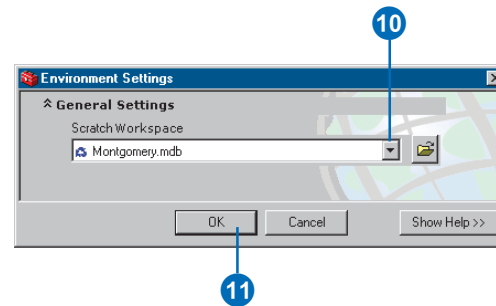 10
Environment Settings
General Settings
Scratch Workspace
Montgomery.mdb
OK Cancel Show Help >>
11